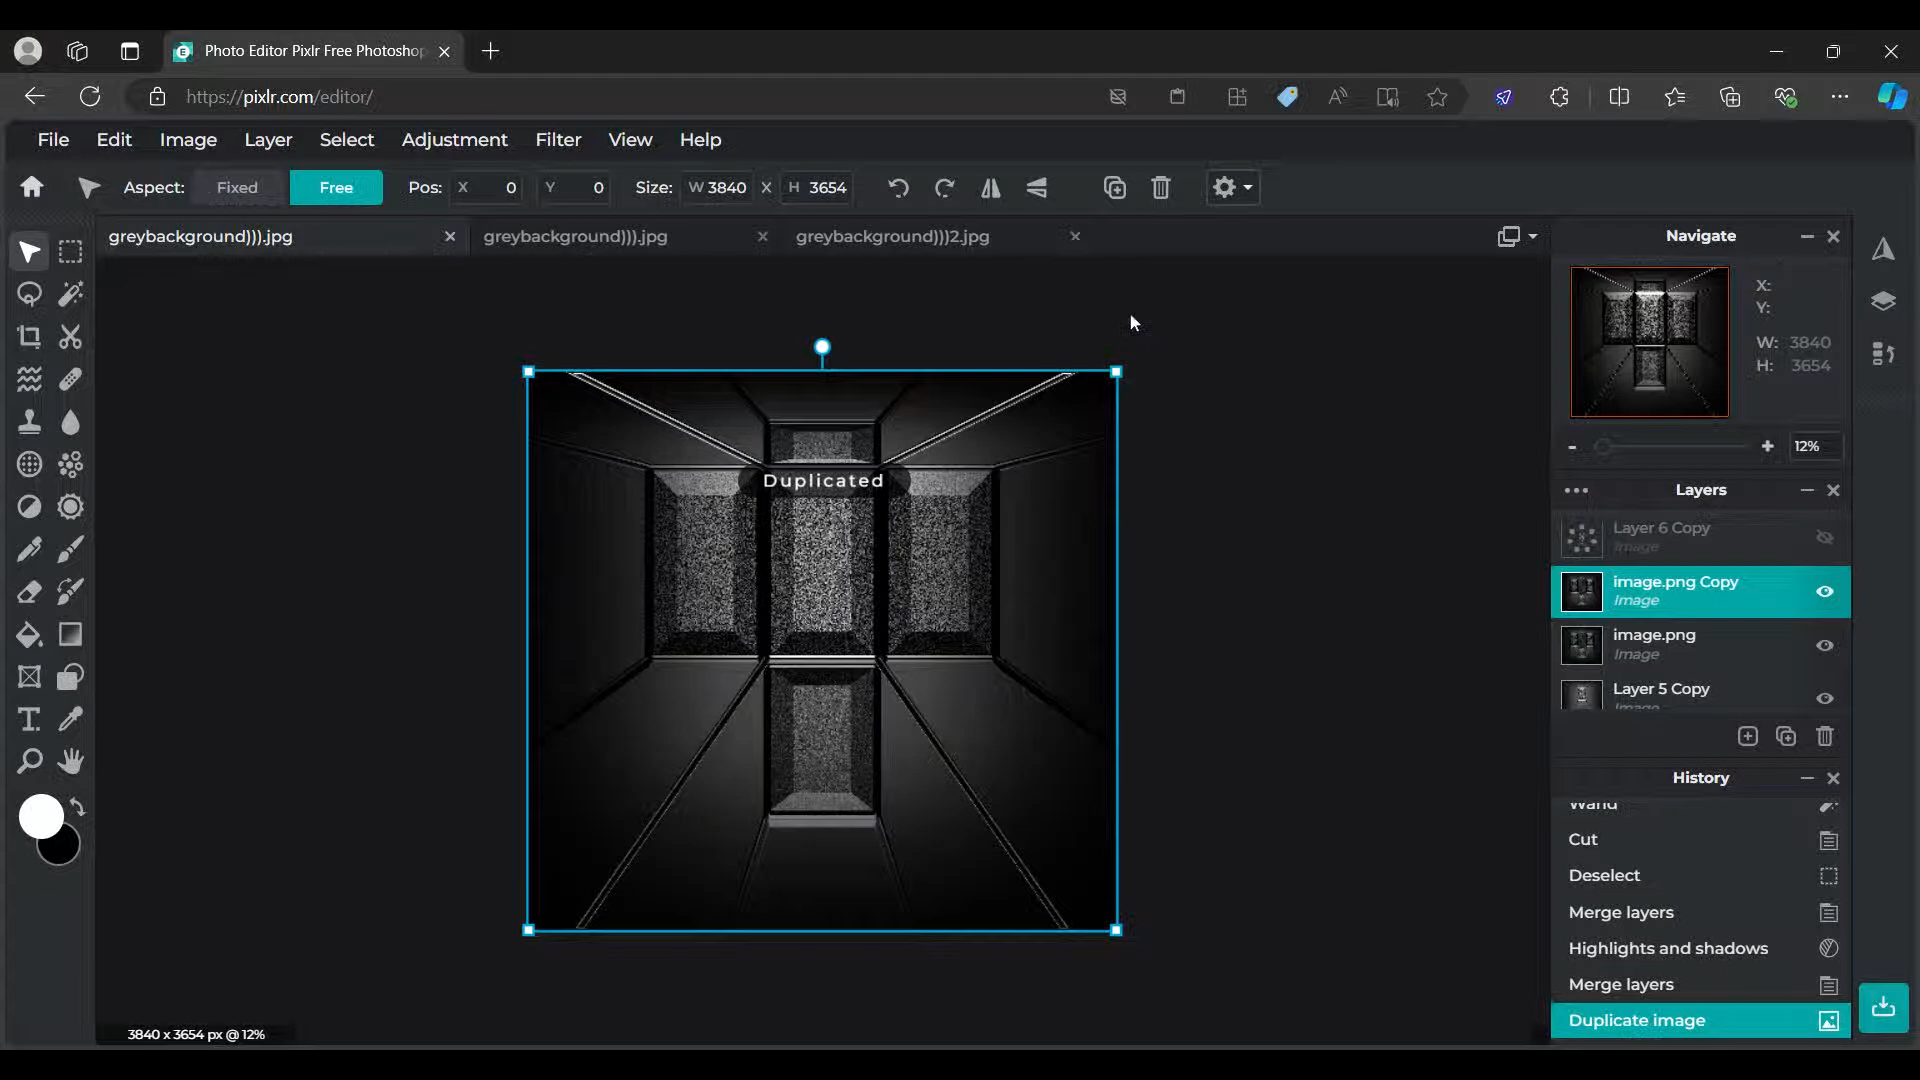 Photo Editor Pixlr Free Photoshop
https://pixlr.com/editor/
File Edit Image Layer Select Adjustment Filter View Help
Aspect: Fixed Free Pos: X 0 Y 0 Size: W 3840 X H 3654
greybackground))).jpg greybackground))).jpg greybackground)))2.jpg
Navigate
X:
Y:
W: 3840
H: 3654
- + 12%
Layers
Layer 6 Copy
Image
image.png Copy
Image
image.png
Image
Layer 5 Copy
Image
History
Wand
Cut
Deselect
Merge layers
Highlights and shadows
Merge layers
Duplicate image
Duplicated
3840 x 3654 px @ 12%